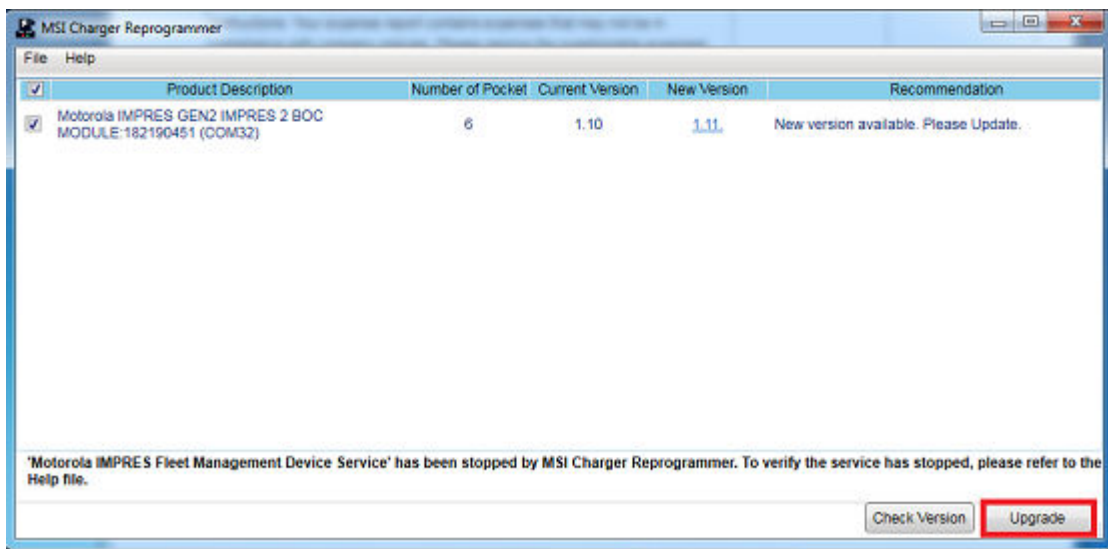 MSI Charger Reprogrammer
File Help
Product Description Number of Pocket Current Version New Version Recommendation
Motorola IMPRES GEN2 IMPRES 2 BOC
MODULE:182190451 (COM32) 6 1.10 1.11. New version available. Please Update.
'Motorola IMPRES Fleet Management Device Service' has been stopped by MSI Charger Reprogrammer. To verify the service has stopped, please refer to the
Help file.
Check Version Upgrade